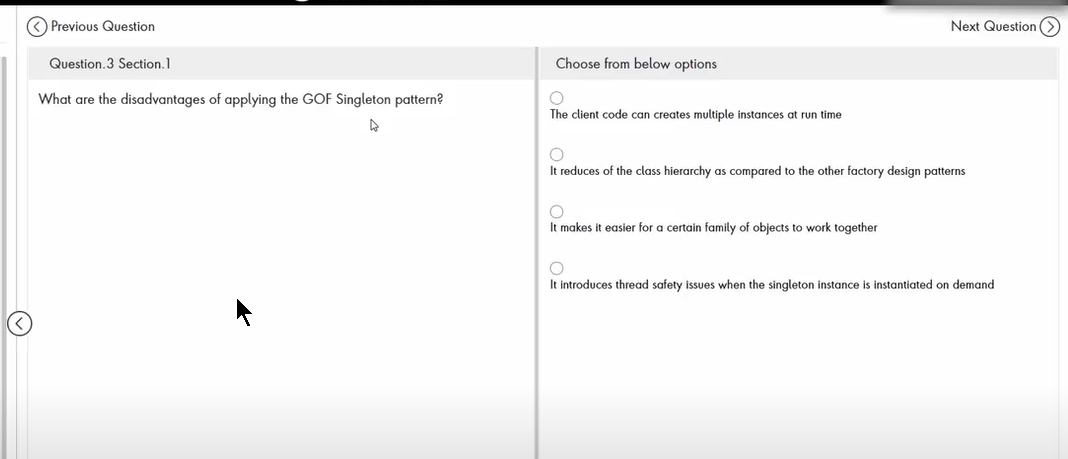 Previous Question
Next Question
Question.3 Section.1
Choose from below options
What are the disadvantages of applying the GOF Singleton pattern?
The client code can creates multiple instances at run time
It reduces of the class hierarchy as compared to the other factory design patterns
It makes it easier for a certain family of objects to work together
It introduces thread safety issues when the singleton instance is instantiated on demand